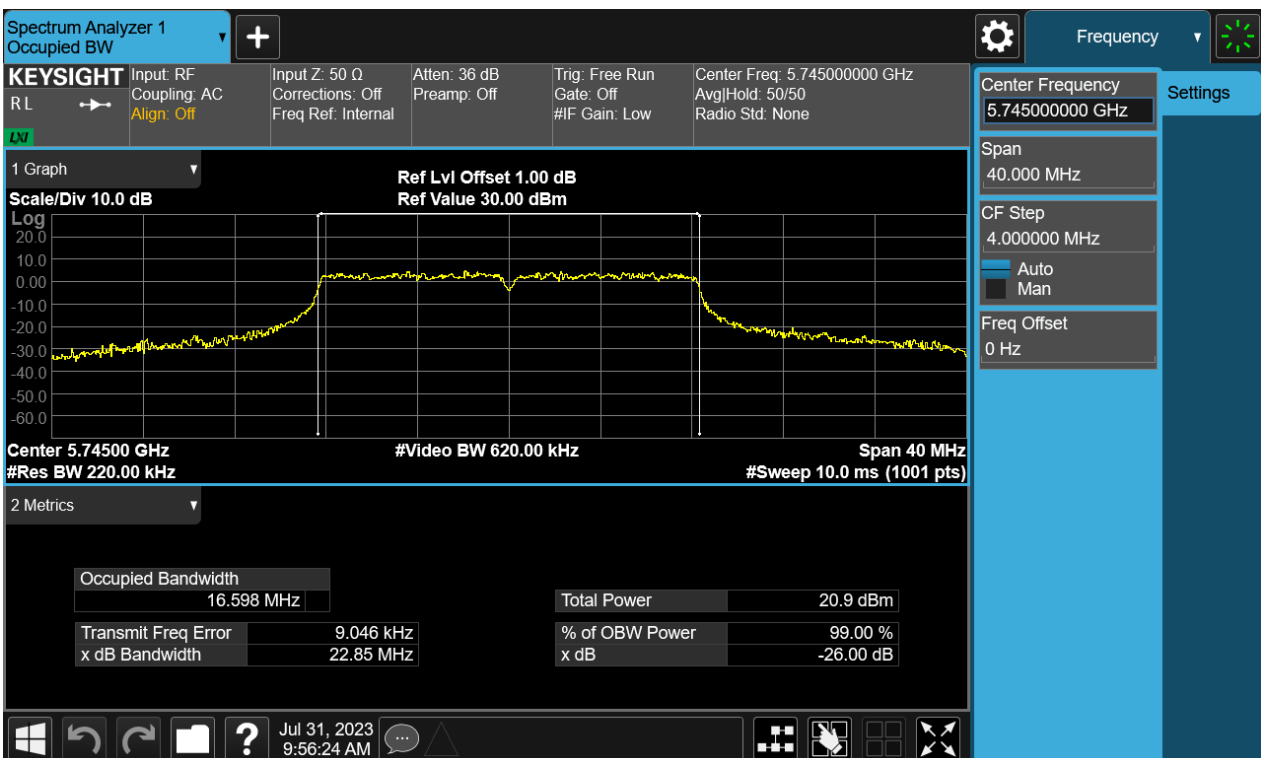 Spectrum Analyzer 1
Occupied BW
Frequency
KEYSIGHT
R L
LXI
Input: RF
Coupling: AC
Align: Off
Input Z: 50 Ω
Corrections: Off
Freq Ref: Internal
Atten: 36 dB
Preamp: Off
Trig: Free Run
Gate: Off
#IF Gain: Low
Center Freq: 5.745000000 GHz
Avg|Hold: 50/50
Radio Std: None
Center Frequency
5.745000000 GHz
Settings
Span
40.000 MHz
CF Step
4.000000 MHz
Auto
Man
Freq Offset
0 Hz
1 Graph
Scale/Div 10.0 dB
Ref Lvl Offset 1.00 dB
Ref Value 30.00 dBm
Log
20.0
10.0
0.00
-10.0
-20.0
-30.0
-40.0
-50.0
-60.0
Center 5.74500 GHz
#Video BW 620.00 kHz
Span 40 MHz
#Res BW 220.00 kHz
#Sweep 10.0 ms (1001 pts)
2 Metrics
Occupied Bandwidth
16.598 MHz
Total Power 20.9 dBm
Transmit Freq Error 9.046 kHz
% of OBW Power 99.00 %
x dB Bandwidth 22.85 MHz
x dB -26.00 dB
?
Jul 31, 2023
9:56:24 AM